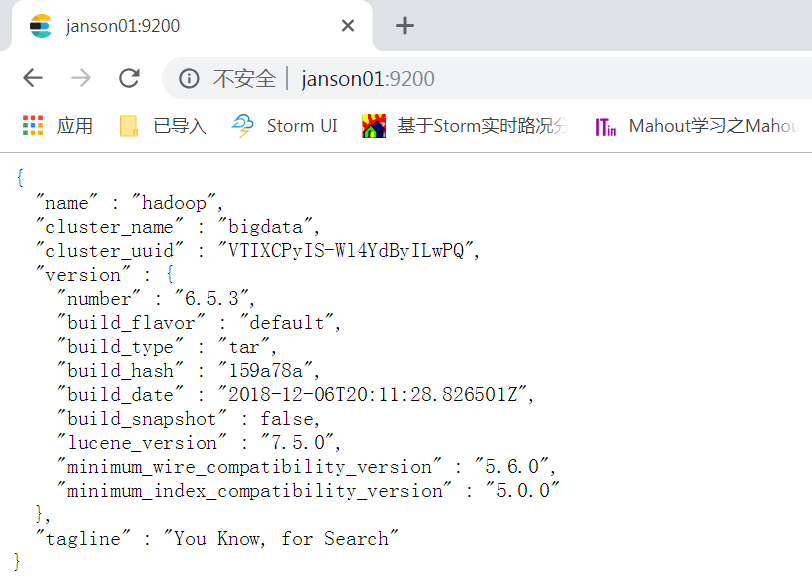 janson01:9200
不安全 janson01:9200
应用 已导入 Storm UI 基于Storm实时路况分 Mahout学习之Mahou
{
"name" : "hadoop",
"cluster_name" : "bigdata",
"cluster_uuid" : "VTIXCPyIS-Wl4YdByILwPQ",
"version" : {
"number" : "6.5.3",
"build_flavor" : "default",
"build_type" : "tar",
"build_hash" : "159a78a",
"build_date" : "2018-12-06T20:11:28.826501Z",
"build_snapshot" : false,
"lucene_version" : "7.5.0",
"minimum_wire_compatibility_version" : "5.6.0",
"minimum_index_compatibility_version" : "5.0.0"
},
"tagline" : "You Know, for Search"
}